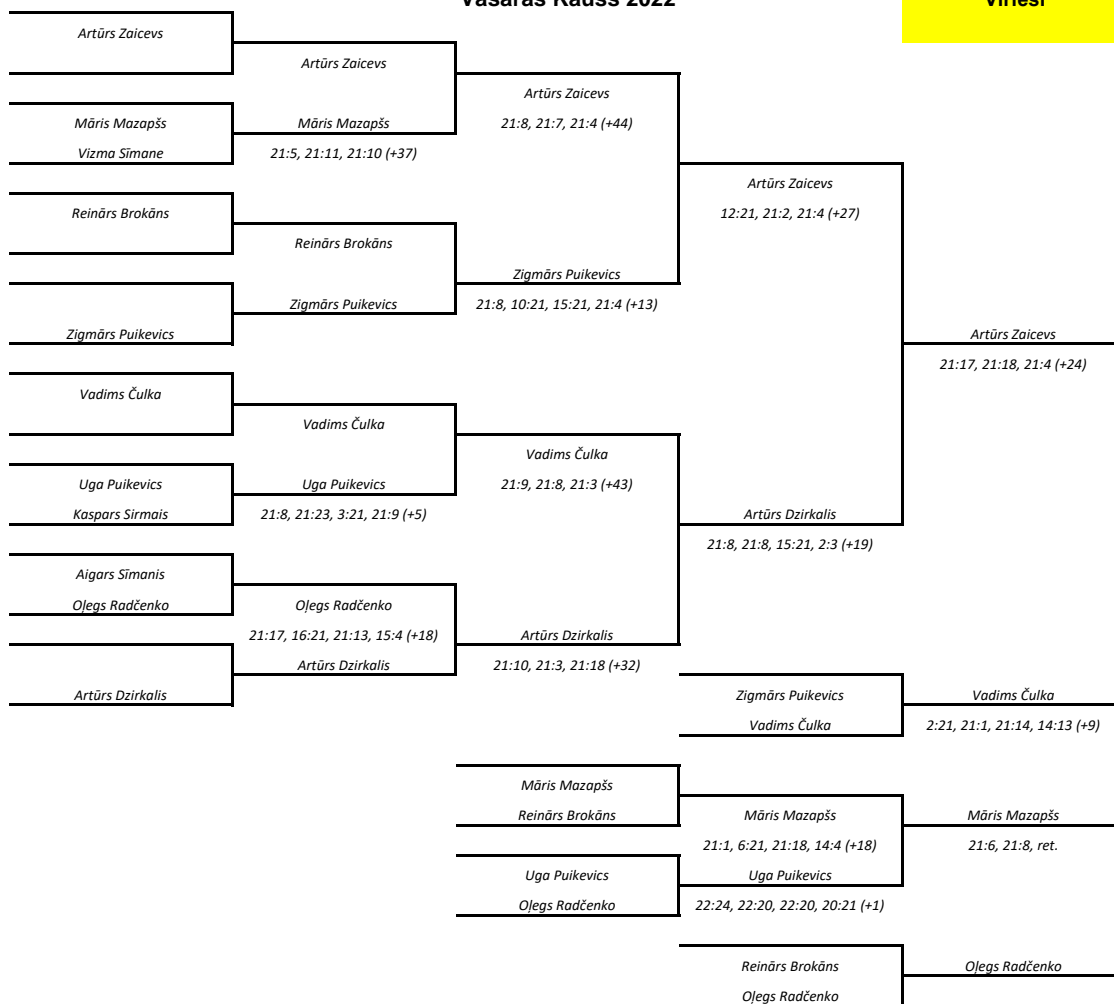 Vasaras Kauss 2022
Vīrieši
Artūrs Zaicevs
Artūrs Zaicevs
Artūrs Zaicevs
Māris Mazapšs
Māris Mazapšs
21:8, 21:7, 21:4 (+44)
Vizma Sīmane
21:5, 21:11, 21:10 (+37)
Artūrs Zaicevs
Reinārs Brokāns
12:21, 21:2, 21:4 (+27)
Reinārs Brokāns
Zigmārs Puikevics
Zigmārs Puikevics
21:8, 10:21, 15:21, 21:4 (+13)
Zigmārs Puikevics
Artūrs Zaicevs
21:17, 21:18, 21:4 (+24)
Vadims Čulka
Vadims Čulka
Vadims Čulka
Uga Puikevics
Uga Puikevics
21:9, 21:8, 21:3 (+43)
Kaspars Sirmais
21:8, 21:23, 3:21, 21:9 (+5)
Artūrs Dzirkalis
21:8, 21:8, 15:21, 2:3 (+19)
Aigars Sīmanis
Oļegs Radčenko
Oļegs Radčenko
21:17, 16:21, 21:13, 15:4 (+18)
Artūrs Dzirkalis
Artūrs Dzirkalis
21:10, 21:3, 21:18 (+32)
Artūrs Dzirkalis
Zigmārs Puikevics
Vadims Čulka
Vadims Čulka
2:21, 21:1, 21:14, 14:13 (+9)
Māris Mazapšs
Reinārs Brokāns
Māris Mazapšs
Māris Mazapšs
21:1, 6:21, 21:18, 14:4 (+18)
21:6, 21:8, ret.
Uga Puikevics
Uga Puikevics
Oļegs Radčenko
22:24, 22:20, 22:20, 20:21 (+1)
Reinārs Brokāns
Oļegs Radčenko
Oļegs Radčenko